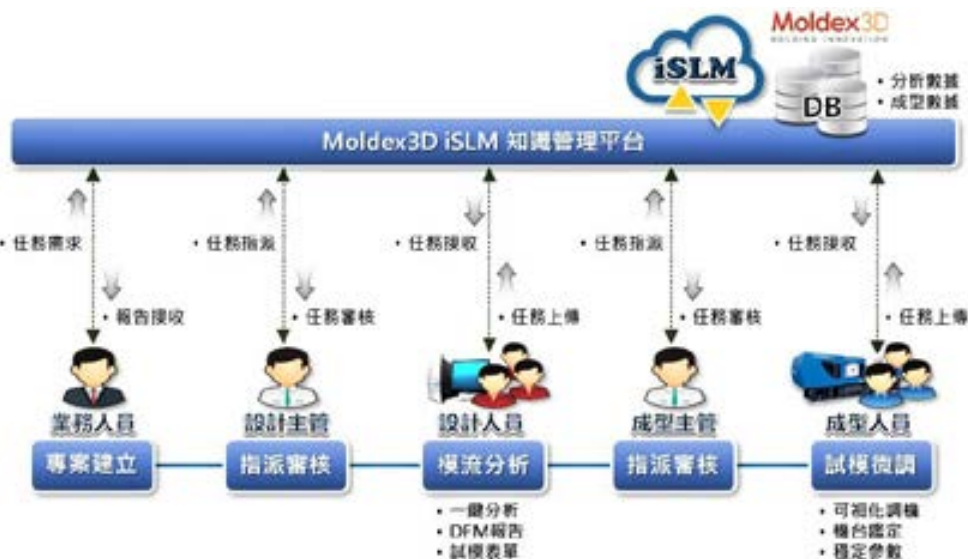 Moldex3D
MOLDING INNOVATION
iSLM
DB
• 分析數據
• 成型數據
Moldex3D iSLM 知識管理平台
• 任務需求
• 任務指派
• 任務接收
• 任務指派
• 任務接收
• 報告接收
• 任務審核
• 任務上傳
• 任務審核
• 任務上傳
業務人員
設計主管
設計人員
成型主管
成型人員
專案建立
指派審核
模流分析
指派審核
試模微調
• 一鍵分析
• DFM報告
• 試模表單
• 可視化調機
• 機台鑑定
• 穩定參數